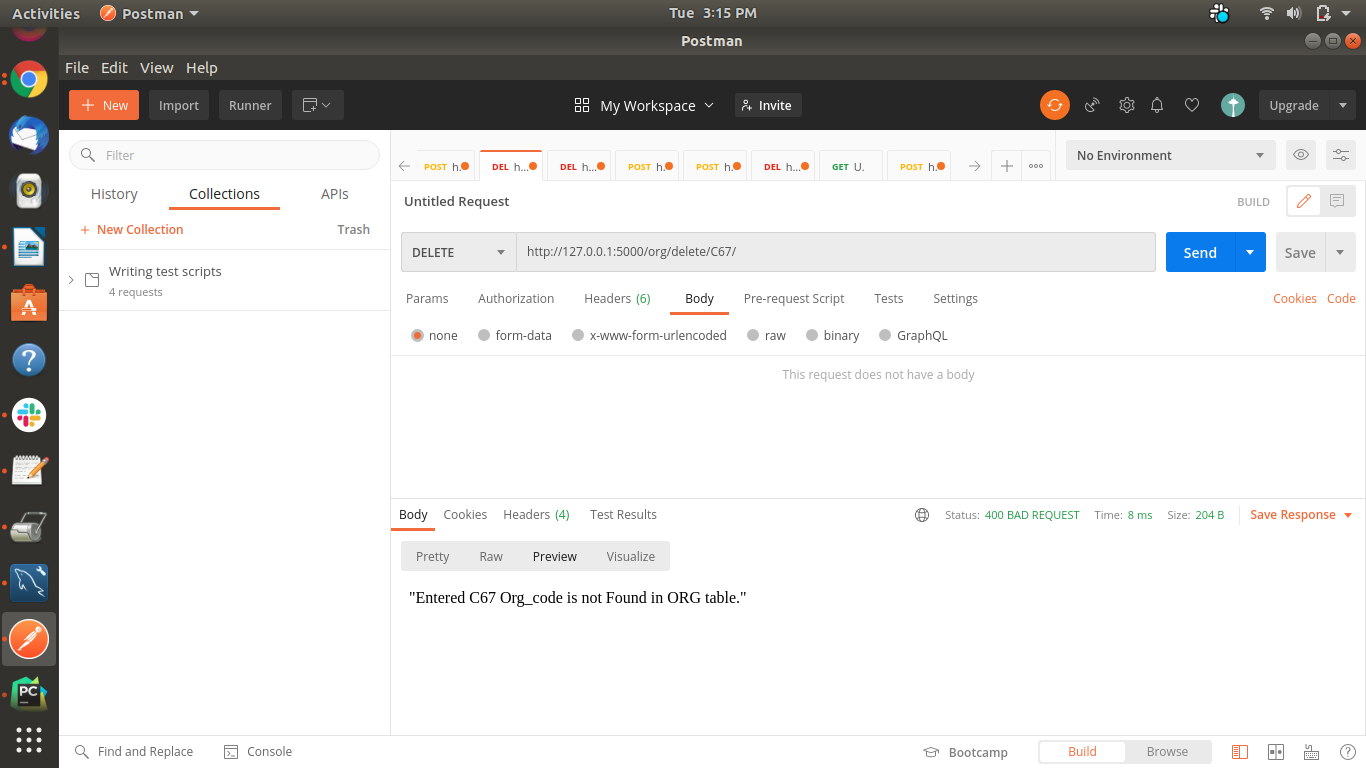 Activities Postman Tue 3:15 PM
Postman
File Edit View Help
+ New Import Runner My Workspace Invite Upgrade
Filter
History Collections APIs
+ New Collection Trash
Writing test scripts
4 requests
POST h. DEL h... DEL h... POST h. POST h. DEL h... GET U. POST h. + ooo No Environment
Untitled Request BUILD
DELETE http://127.0.0.1:5000/org/delete/C67/ Send Save
Params Authorization Headers (6) Body Pre-request Script Tests Settings Cookies Code
none form-data x-www-form-urlencoded raw binary GraphQL
This request does not have a body
Body Cookies Headers (4) Test Results Status: 400 BAD REQUEST Time: 8 ms Size: 204 B Save Response
Pretty Raw Preview Visualize
"Entered C67 Org_code is not Found in ORG table."
PC
Find and Replace Console Bootcamp Build Browse